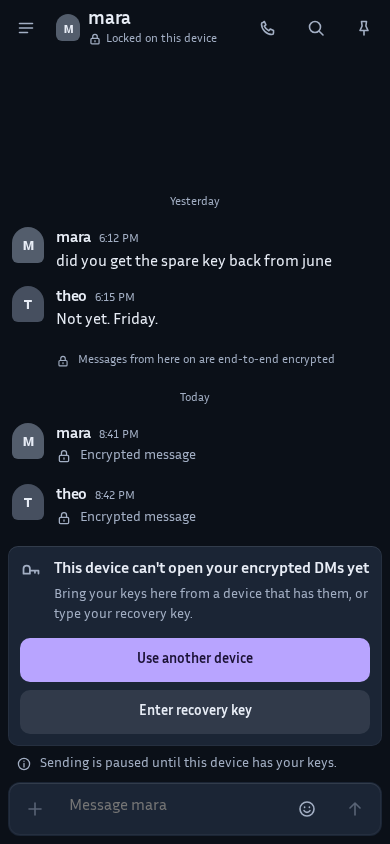 M
mara
Locked on this device
Yesterday
M
mara 6:12 PM
did you get the spare key back from june
T
theo 6:15 PM
Not yet. Friday.
Messages from here on are end-to-end encrypted
Today
M
mara 8:41 PM
Encrypted message
T
theo 8:42 PM
Encrypted message
This device can't open your encrypted DMs yet
Bring your keys here from a device that has them, or
type your recovery key.
Use another device
Enter recovery key
Sending is paused until this device has your keys.
Message mara